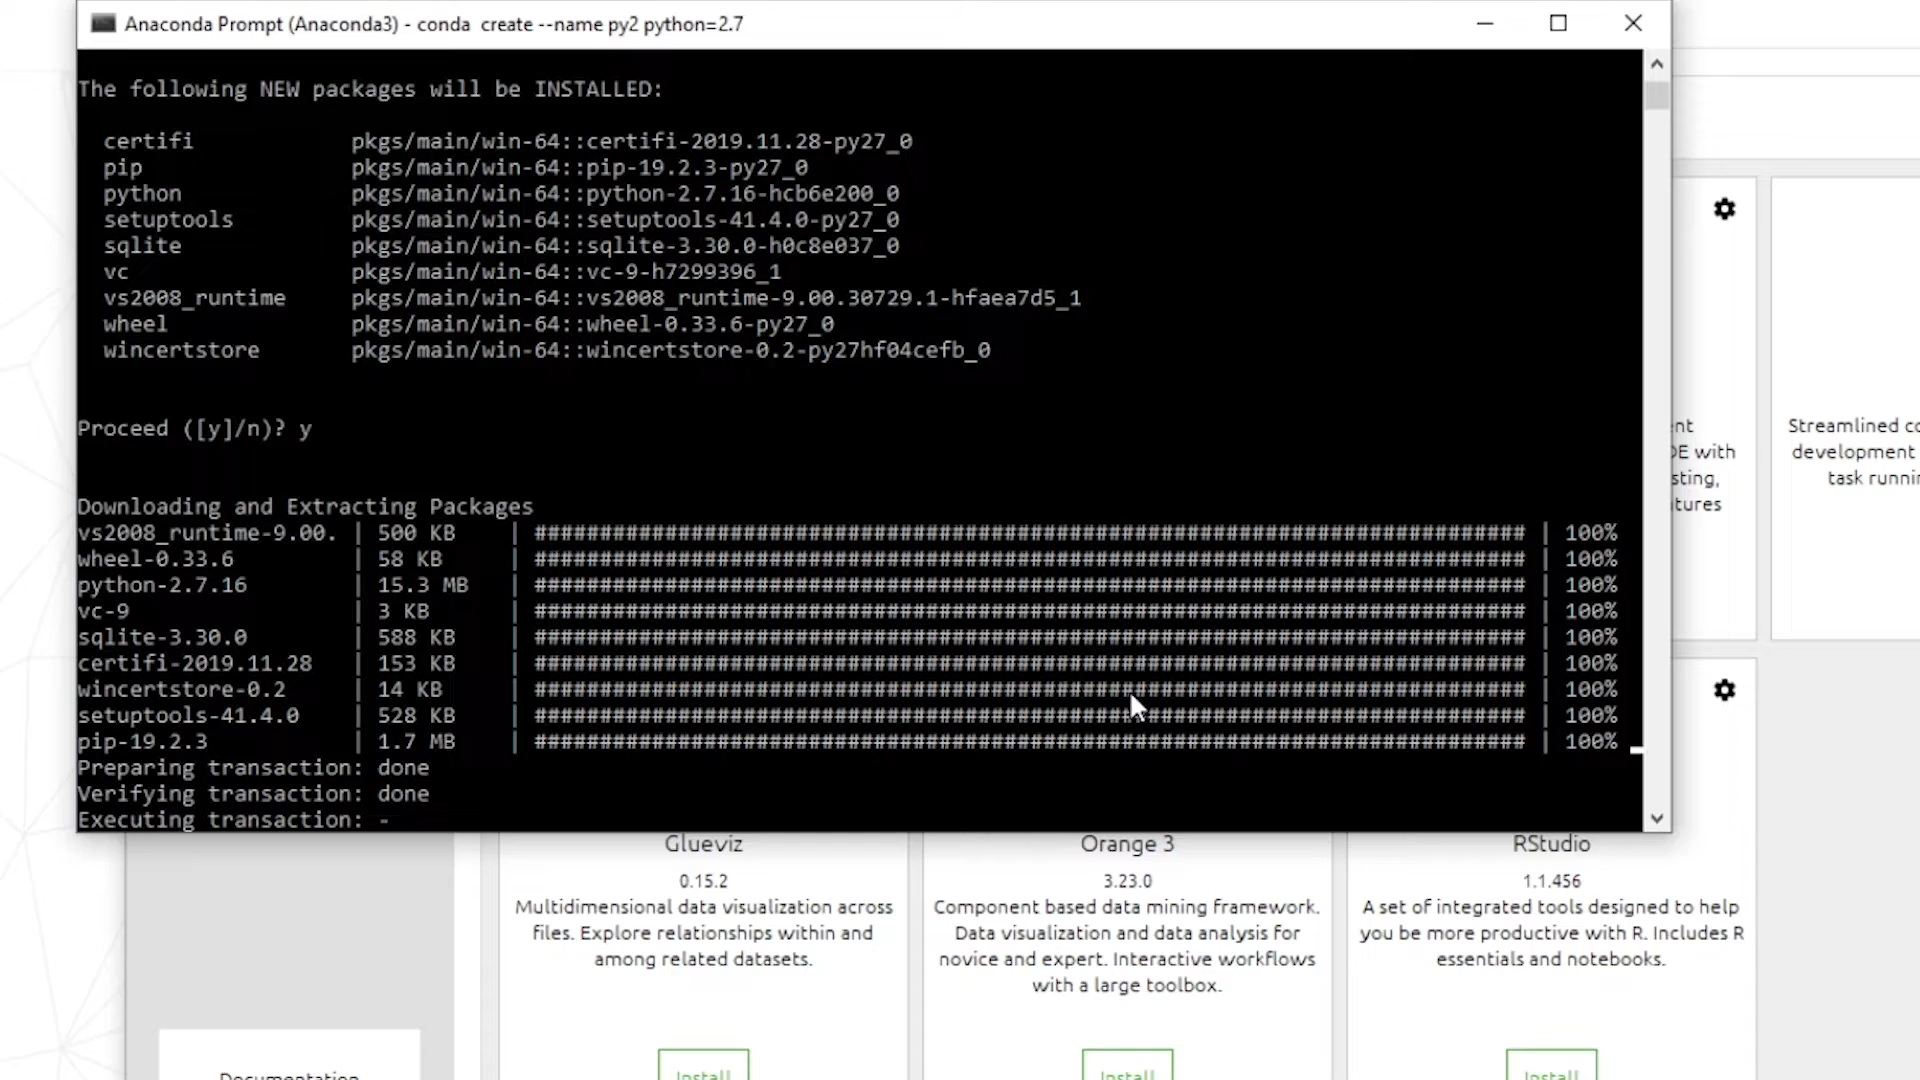 Anaconda Prompt (Anaconda3) - conda  create --name py2 python=2.7
The following NEW packages will be INSTALLED:
certifi            pkgs/main/win-64::certifi-2019.11.28-py27_0
pip                pkgs/main/win-64::pip-19.2.3-py27_0
python             pkgs/main/win-64::python-2.7.16-hcb6e200_0
setuptools         pkgs/main/win-64::setuptools-41.4.0-py27_0
sqlite             pkgs/main/win-64::sqlite-3.30.0-h0c8e037_0
vc                 pkgs/main/win-64::vc-9-h7299396_1
vs2008_runtime     pkgs/main/win-64::vs2008_runtime-9.00.30729.1-hfaea7d5_1
wheel              pkgs/main/win-64::wheel-0.33.6-py27_0
wincertstore       pkgs/main/win-64::wincertstore-0.2-py27hf04cefb_0
Proceed ([y]/n)? y
Downloading and Extracting Packages
vs2008_runtime-9.00. | 500 KB    | ############################################################################ | 100%
wheel-0.33.6         | 58 KB     | ############################################################################ | 100%
python-2.7.16        | 15.3 MB   | ############################################################################ | 100%
vc-9                 | 3 KB      | ############################################################################ | 100%
sqlite-3.30.0        | 588 KB    | ############################################################################ | 100%
certifi-2019.11.28   | 153 KB    | ############################################################################ | 100%
wincertstore-0.2     | 14 KB     | ############################################################################ | 100%
setuptools-41.4.0    | 528 KB    | ############################################################################ | 100%
pip-19.2.3           | 1.7 MB    | ############################################################################ | 100%
Preparing transaction: done
Verifying transaction: done
Executing transaction: -
with
Streamlined
development
task
Glueviz
0.15.2
Multidimensional data visualization across
files. Explore relationships within and
among related datasets.
Install
Orange 3
3.23.0
Component based data mining framework.
Data visualization and data analysis for
novice and expert. Interactive workflows
with a large toolbox.
Install
RStudio
1.1.456
A set of integrated tools designed to help
you be more productive with R. Includes R
essentials and notebooks.
Install
Documentation